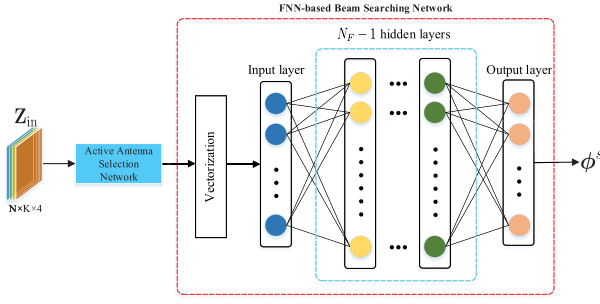 FNN-based Beam Searching Network
N_F − 1 hidden layers
Input layer
Output layer
Z_in
Active Antenna
Selection
Network
Vectorization
N×K×4